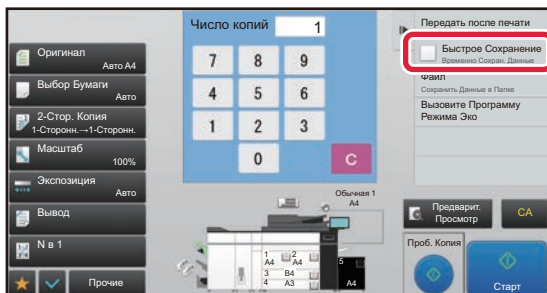 Число копий 1
Передать после печати
Быстрое Сохранение
Временно Сохран. Данные
Файл
Сохранить Данные в Папке
Вызовите Программу
Режима Эко
Оригинал
Авто A4
Выбор Бумаги
Авто
2-Стор. Копия
1-Сторонн.→1-Сторонн.
Масштаб
100%
Экспозиция
Авто
Вывод
N в 1
Прочие
7 8 9
4 5 6
1 2 3
0 C
Обычная 1
A4
1 A4 2 A4
3 B4
4 A3
5 A4
Предварит.
Просмотр
CA
Проб. Копия
Старт